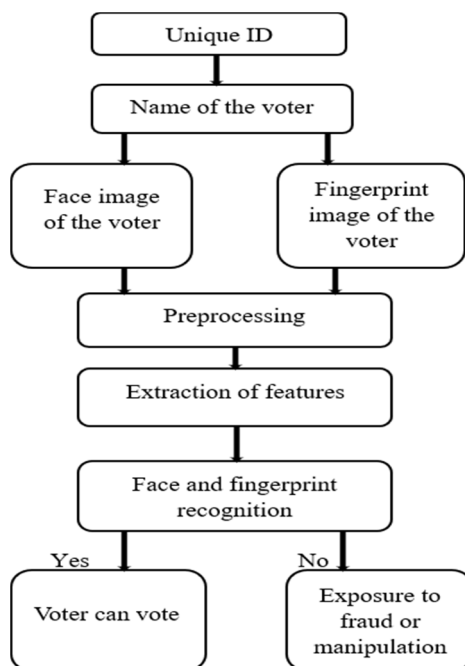 Unique ID
Name of the voter
Face image
of the voter
Fingerprint
image of the
voter
Preprocessing
Extraction of features
Face and fingerprint
recognition
Yes
No
Voter can vote
Exposure to
fraud or
manipulation